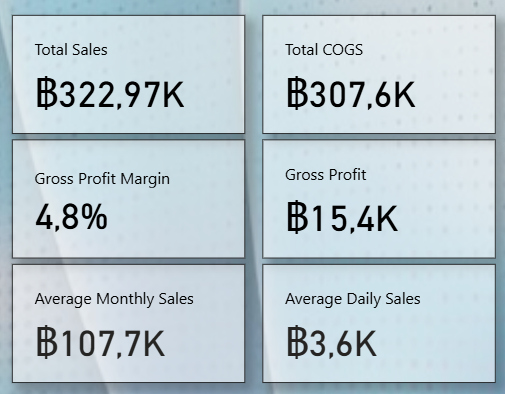 Total Sales
฿322,97K
Total COGS
฿307,6K
Gross Profit Margin
4,8%
Gross Profit
฿15,4K
Average Monthly Sales
฿107,7K
Average Daily Sales
฿3,6K